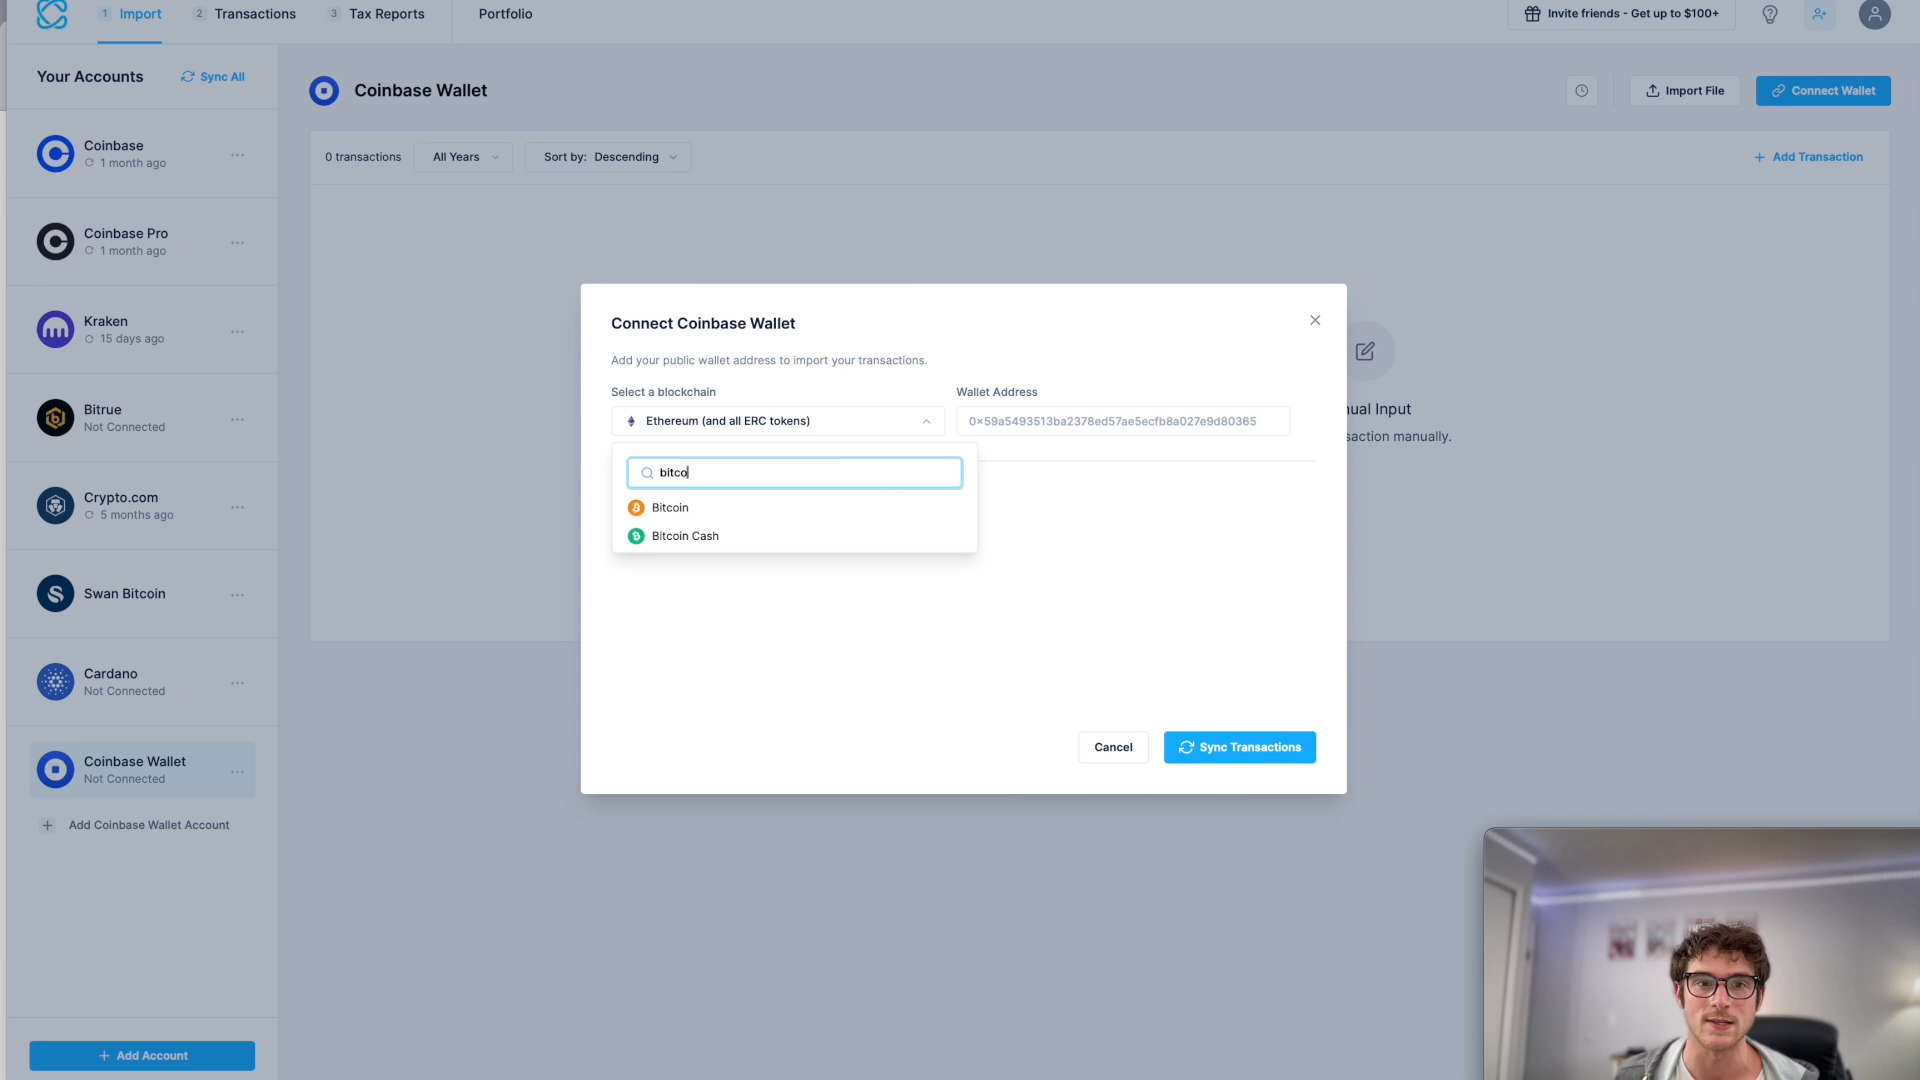 1 Import
2 Transactions
3 Tax Reports
Portfolio
Invite friends - Get up to $100+
Your Accounts
Sync All
Coinbase
1 month ago
Coinbase Pro
1 month ago
Kraken
15 days ago
Bitrue
Not Connected
Crypto.com
5 months ago
Swan Bitcoin
Cardano
Not Connected
Coinbase Wallet
Not Connected
Add Coinbase Wallet Account
Add Account
Coinbase Wallet
Import File
Connect Wallet
0 transactions
All Years
Sort by: Descending
Add Transaction
nual Input
saction manually.
Connect Coinbase Wallet
Add your public wallet address to import your transactions.
Select a blockchain
Wallet Address
Ethereum (and all ERC tokens)
0x59a5493513ba2378ed57ae5ecfb8a027e9d80365
bitco
Bitcoin
Bitcoin Cash
Cancel
Sync Transactions